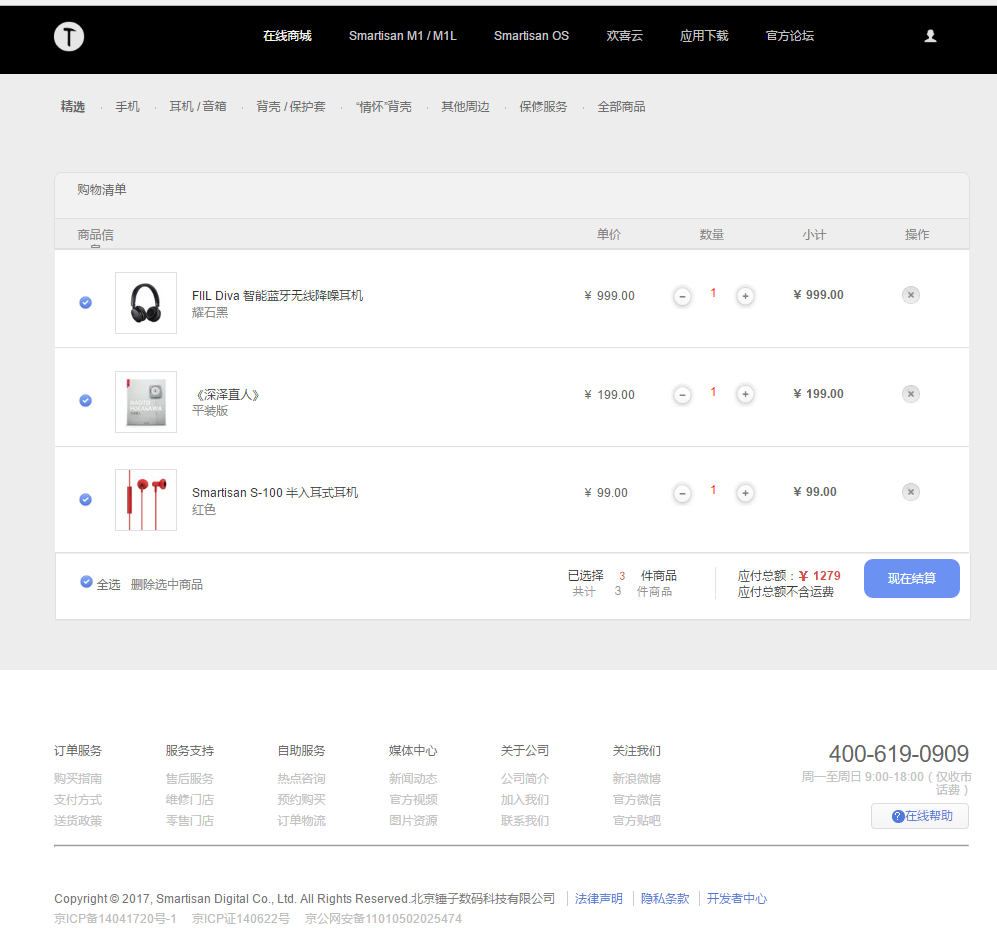 T
在线商城 Smartisan M1 / M1L Smartisan OS 欢喜云 应用下载 官方论坛
精选 · 手机 · 耳机 / 音箱 · 背壳 / 保护套 · “情怀”背壳 · 其他周边 · 保修服务 · 全部商品
购物清单
商品信息 单价 数量 小计 操作
FIIL Diva 智能蓝牙无线降噪耳机 ¥ 999.00 − 1 + ¥ 999.00 ×
耀石黑
《深泽直人》 ¥ 199.00 − 1 + ¥ 199.00 ×
平装版
NAOTO
FUKASAWA
Smartisan S-100 半入耳式耳机 ¥ 99.00 − 1 + ¥ 99.00 ×
红色
全选 删除选中商品 已选择 3 件商品 应付总额：¥ 1279 现在结算
共计 3 件商品 应付总额不含运费
订单服务 服务支持 自助服务 媒体中心 关于公司 关注我们 400-619-0909
购买指南 售后服务 热点咨询 新闻动态 公司简介 新浪微博 周一至周日 9:00-18:00（仅收市
话费）
支付方式 维修门店 预约购买 官方视频 加入我们 官方微信
送货政策 零售门店 订单物流 图片资源 联系我们 官方贴吧 ?在线帮助
Copyright © 2017, Smartisan Digital Co., Ltd. All Rights Reserved.北京锤子数码科技有限公司 法律声明 隐私条款 开发者中心
京ICP备14041720号-1 京ICP证140622号 京公网安备11010502025474